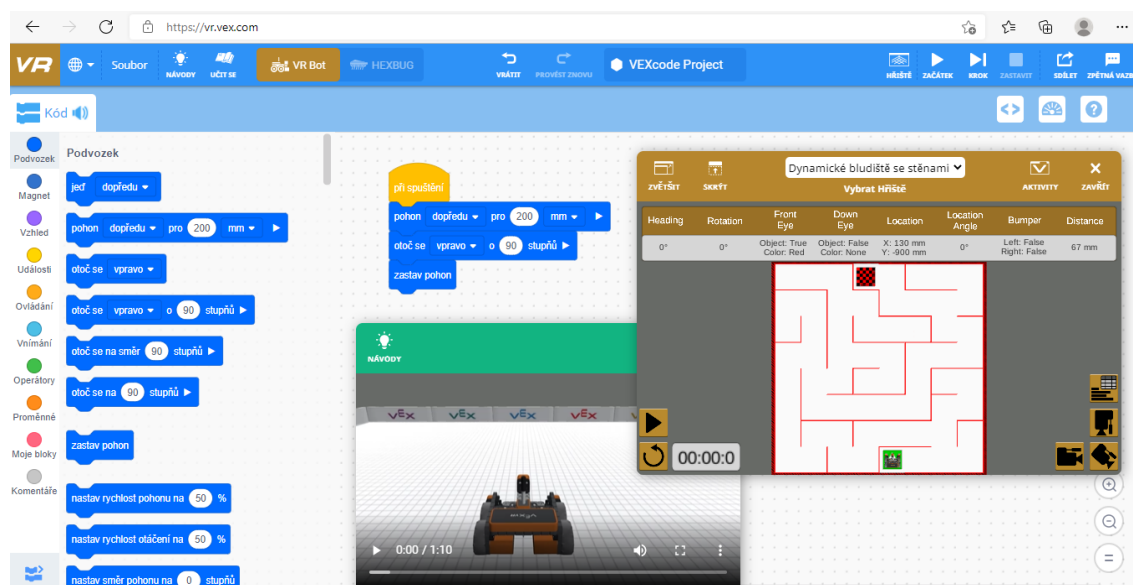 https://vr.vex.com
VR
Soubor
NÁVODY
UČIT SE
VR Bot
HEXBUG
VRÁTIT
PROVÉST ZNOVU
VEXcode Project
HŘIŠTĚ
ZAČÁTEK
KROK
ZASTAVIT
SDÍLET
ZPĚTNÁ VAZB
Kód
Podvozek
Magnet
Vzhled
Události
Ovládání
Vnímání
Operátory
Proměnné
Moje bloky
Komentáře
Podvozek
jeď dopředu
pohon dopředu pro 200 mm
otoč se vpravo
otoč se vpravo o 90 stupňů
otoč se na směr 90 stupňů
otoč se na 90 stupňů
zastav pohon
nastav rychlost pohonu na 50 %
nastav rychlost otáčení na 50 %
nastav směr pohonu na 0 stupňů
při spuštění
pohon dopředu pro 200 mm
otoč se vpravo o 90 stupňů
zastav pohon
NÁVODY
VEX VEX VEX VEX
0:00 / 1:10
ZVĚTŠIT
SKRÝT
Dynamické bludiště se stěnami
Vybrat Hřiště
AKTIVITY
ZAVŘÍT
Heading Rotation Front Eye Down Eye Location Location Angle Bumper Distance
0° 0° Object: True Color: Red Object: False Color: None X: 130 mm Y: -900 mm 0° Left: False Right: False 67 mm
00:00:0